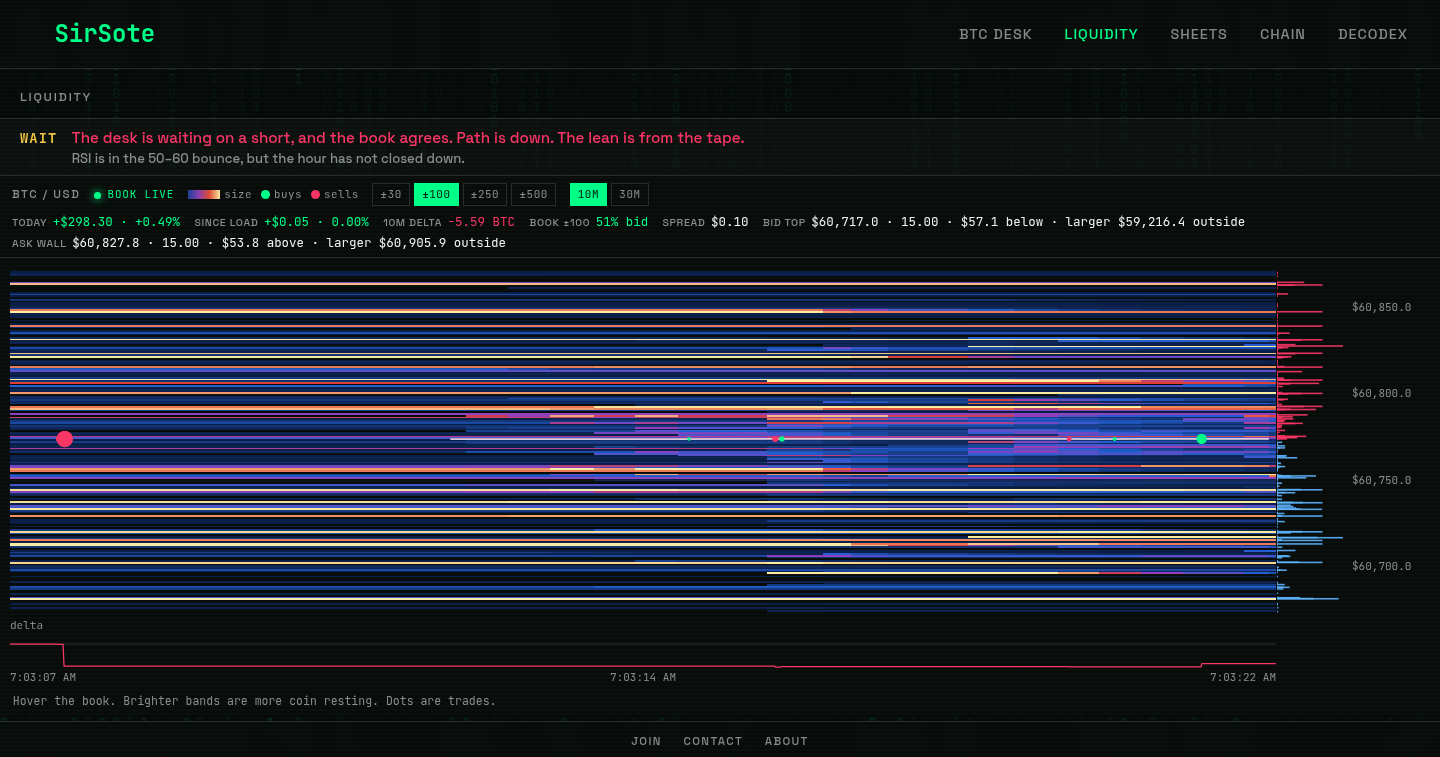 SirSote
BTC DESK LIQUIDITY SHEETS CHAIN DECODEX
LIQUIDITY
WAIT The desk is waiting on a short, and the book agrees. Path is down. The lean is from the tape.
RSI is in the 50–60 bounce, but the hour has not closed down.
BTC / USD BOOK LIVE size buys sells ±30 ±100 ±250 ±500 10M 30M
TODAY +$298.30 · +0.49% SINCE LOAD +$0.05 · 0.00% 10M DELTA -5.59 BTC BOOK ±100 51% bid SPREAD $0.10 BID TOP $60,717.0 · 15.00 · $57.1 below · larger $59,216.4 outside
ASK WALL $60,827.8 · 15.00 · $53.8 above · larger $60,905.9 outside
$60,850.0
$60,800.0
$60,750.0
$60,700.0
delta
7:03:07 AM 7:03:14 AM 7:03:22 AM
Hover the book. Brighter bands are more coin resting. Dots are trades.
JOIN CONTACT ABOUT